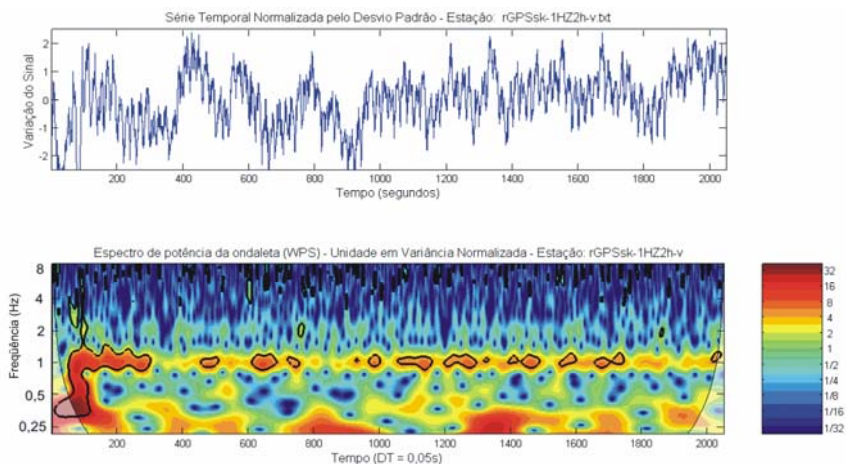 Série Temporal Normalizada pelo Desvio Padrão - Estação: rGPSsk-1HZ2h-v.txt
Variação do Sinal
2
1
0
-1
-2
200 400 600 800 1000 1200 1400 1600 1800 2000
Tempo (segundos)
Espectro de potência da ondaleta (WPS) - Unidade em Variância Normalizada - Estação: rGPSsk-1HZ2h-v
Freqüência (Hz)
8
4
2
1
0,5
0,25
200 400 600 800 1000 1200 1400 1600 1800 2000
Tempo (DT = 0,05s)
32
16
8
4
2
1
1/2
1/4
1/8
1/16
1/32